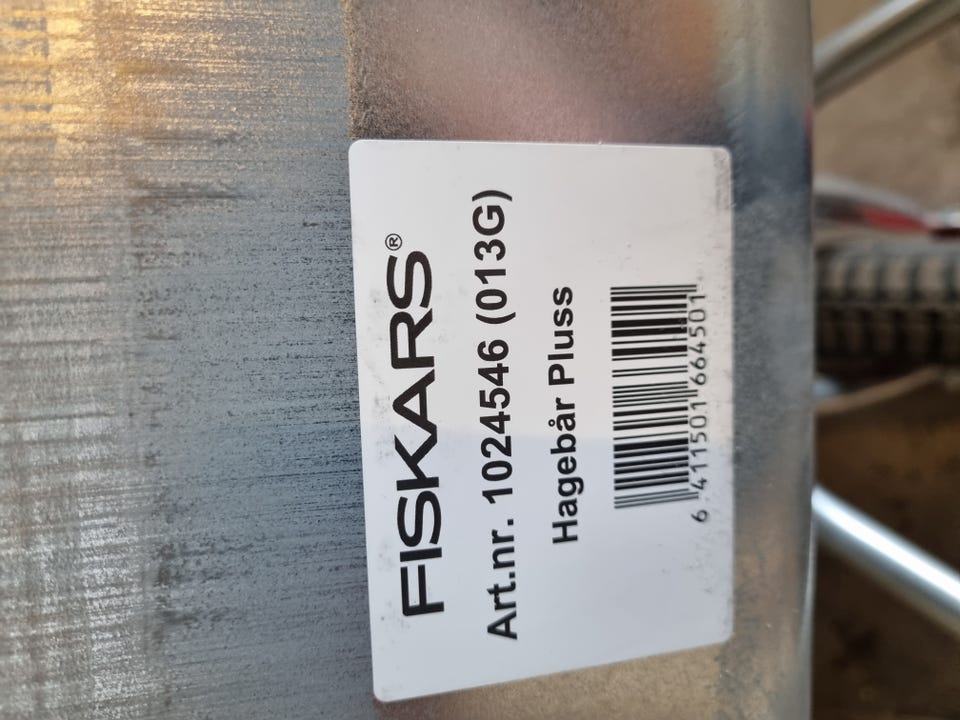 FISKARS®
Art.nr. 1024546 (013G)
Hagebår Pluss
6 411501 664501